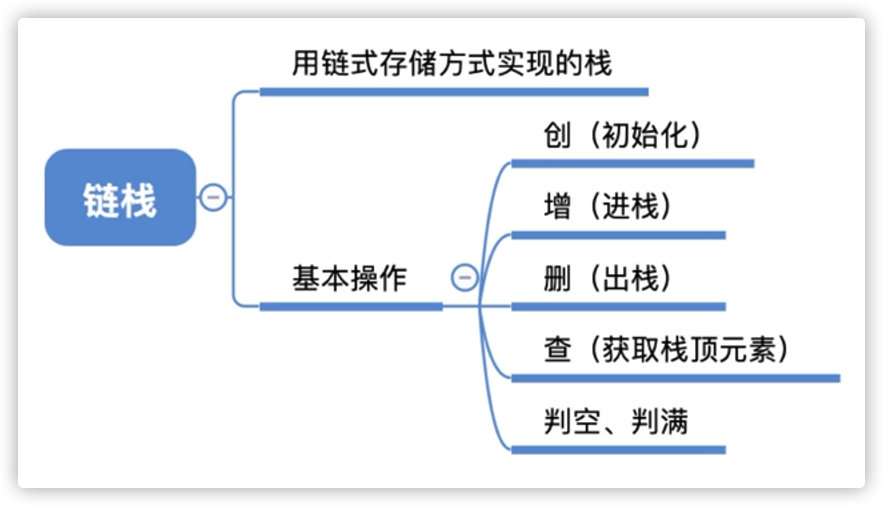 链栈
用链式存储方式实现的栈
基本操作
创（初始化）
增（进栈）
删（出栈）
查（获取栈顶元素）
判空、判满